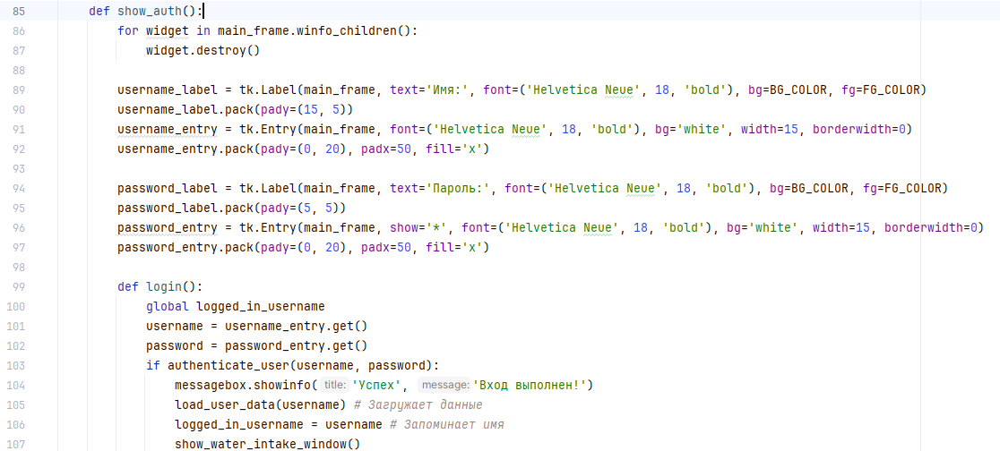 85 def show_auth():
86 for widget in main_frame.winfo_children():
87 widget.destroy()
88
89 username_label = tk.Label(main_frame, text='Имя:', font=('Helvetica Neue', 18, 'bold'), bg=BG_COLOR, fg=FG_COLOR)
90 username_label.pack(pady=(15, 5))
91 username_entry = tk.Entry(main_frame, font=('Helvetica Neue', 18, 'bold'), bg='white', width=15, borderwidth=0)
92 username_entry.pack(pady=(0, 20), padx=50, fill='x')
93
94 password_label = tk.Label(main_frame, text='Пароль:', font=('Helvetica Neue', 18, 'bold'), bg=BG_COLOR, fg=FG_COLOR)
95 password_label.pack(pady=(5, 5))
96 password_entry = tk.Entry(main_frame, show='*', font=('Helvetica Neue', 18, 'bold'), bg='white', width=15, borderwidth=0)
97 password_entry.pack(pady=(0, 20), padx=50, fill='x')
98
99 def login():
100 global logged_in_username
101 username = username_entry.get()
102 password = password_entry.get()
103 if authenticate_user(username, password):
104 messagebox.showinfo( title: 'Успех', message: 'Вход выполнен!')
105 load_user_data(username) # Загружает данные
106 logged_in_username = username # Запоминает имя
107 show_water_intake_window()